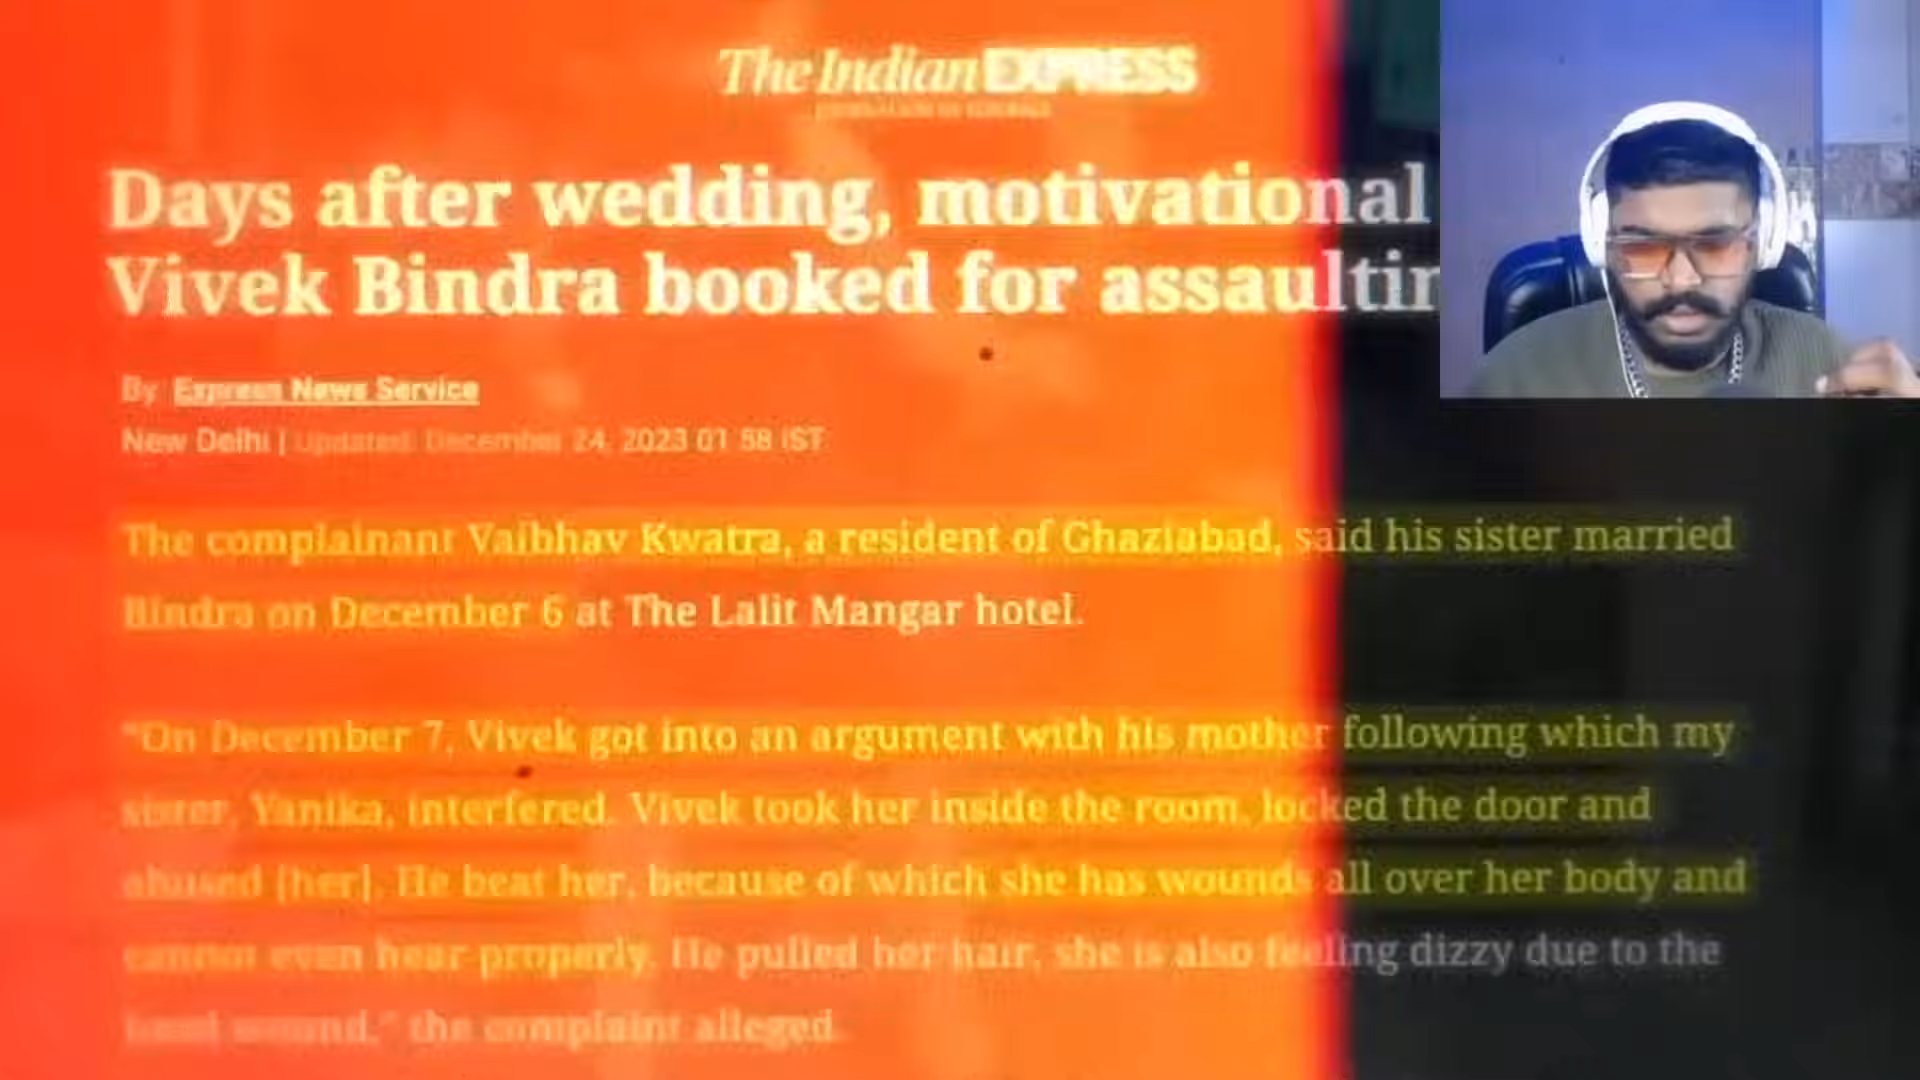 The Indian EXPRESS
Days after wedding, motivational
Vivek Bindra booked for assaultin
By Express News Service
New Delhi | Updated: December 24, 2023 01:58 IST
The complainant Vaibhav Kwatra, a resident of Ghaziabad, said his sister married
Bindra on December 6 at The Lalit Mangar hotel.
"On December 7, Vivek got into an argument with his mother following which my
sister, Yanika, interfered. Vivek took her inside the room, locked the door and
abused [her]. He beat her, because of which she has wounds all over her body and
cannot even hear properly. He pulled her hair, she is also feeling dizzy due to the
wound," the complaint alleged.